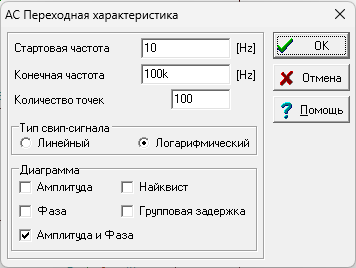 АС Переходная характеристика
Стартовая частота 10 [Hz]
Конечная частота 100k [Hz]
Количество точек 100
Тип свип-сигнала
Линейный Логарифмический
Диаграмма
Амплитуда Найквист
Фаза Групповая задержка
Амплитуда и Фаза
OK
Отмена
Помощь